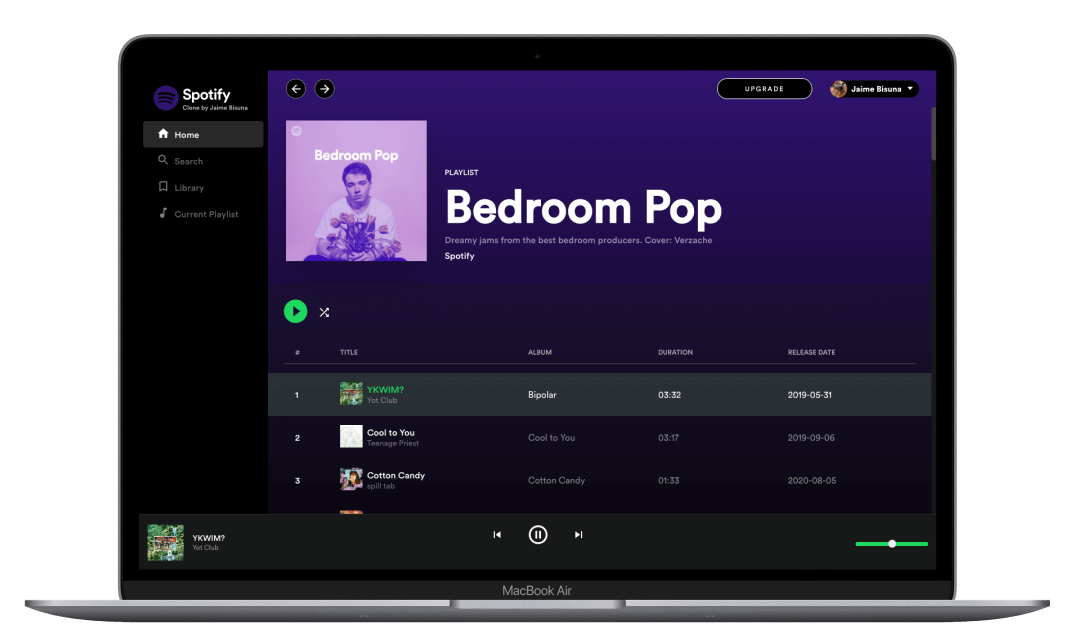 Spotify
Clone by Jaime Bisuna
Home
Search
Library
Current Playlist
UPGRADE
Jaime Bisuna
Bedroom Pop
PLAYLIST
Bedroom Pop
Dreamy jams from the best bedroom producers. Cover: Verzache
Spotify
# TITLE ALBUM DURATION RELEASE DATE
1 YKWIM? Bipolar 03:32 2019-05-31
Yot Club
2 Cool to You Cool to You 03:17 2019-09-06
Teenage Priest
3 Cotton Candy Cotton Candy 01:33 2020-08-05
spill tab
YKWIM?
Yot Club
MacBook Air